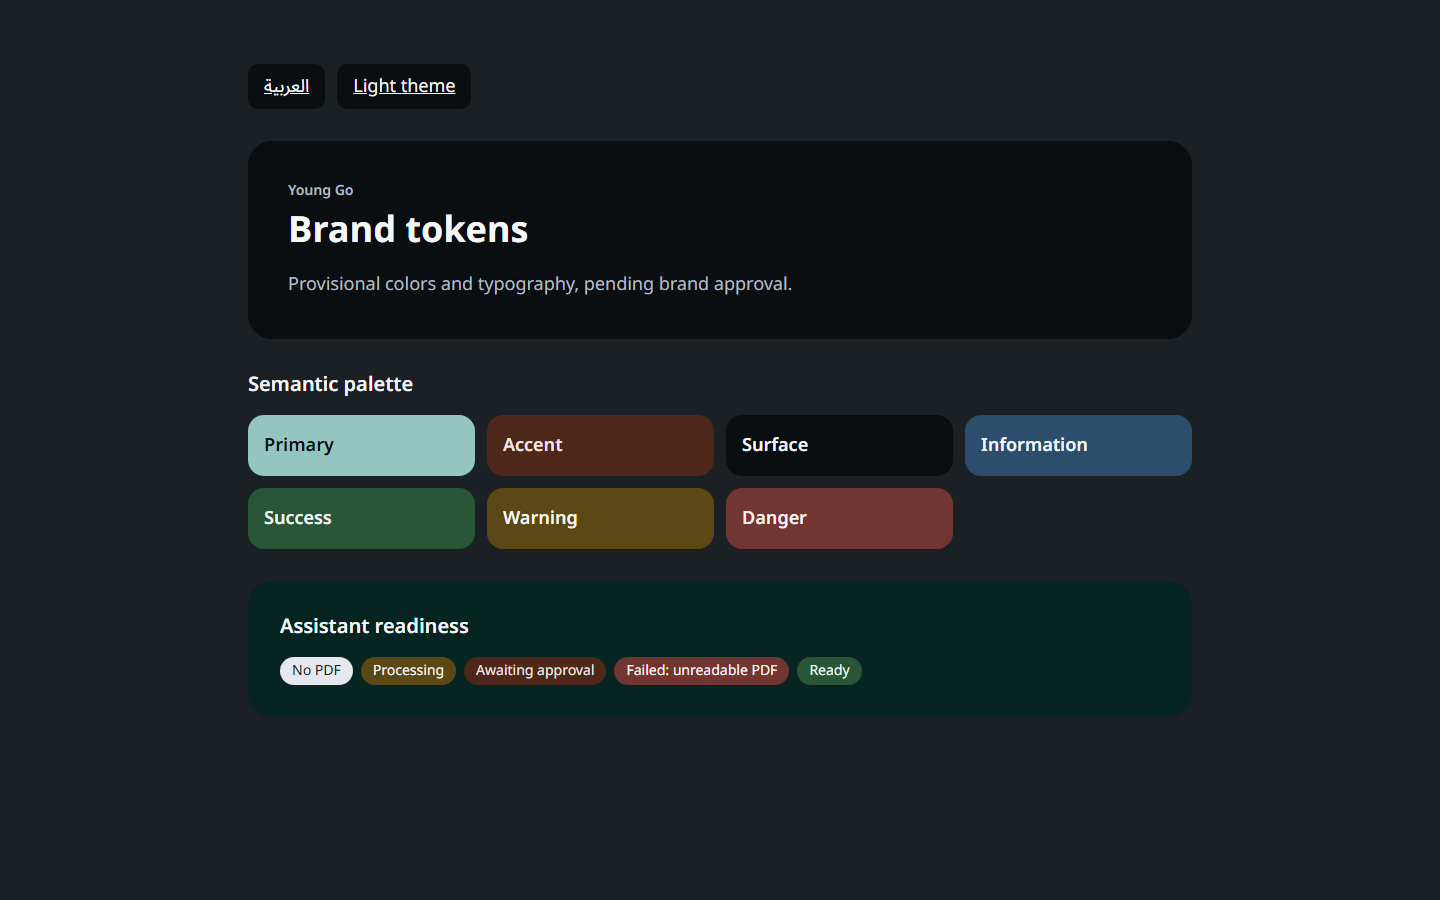 العربية
Light theme
Young Go
Brand tokens
Provisional colors and typography, pending brand approval.
Semantic palette
Primary
Accent
Surface
Information
Success
Warning
Danger
Assistant readiness
No PDF
Processing
Awaiting approval
Failed: unreadable PDF
Ready